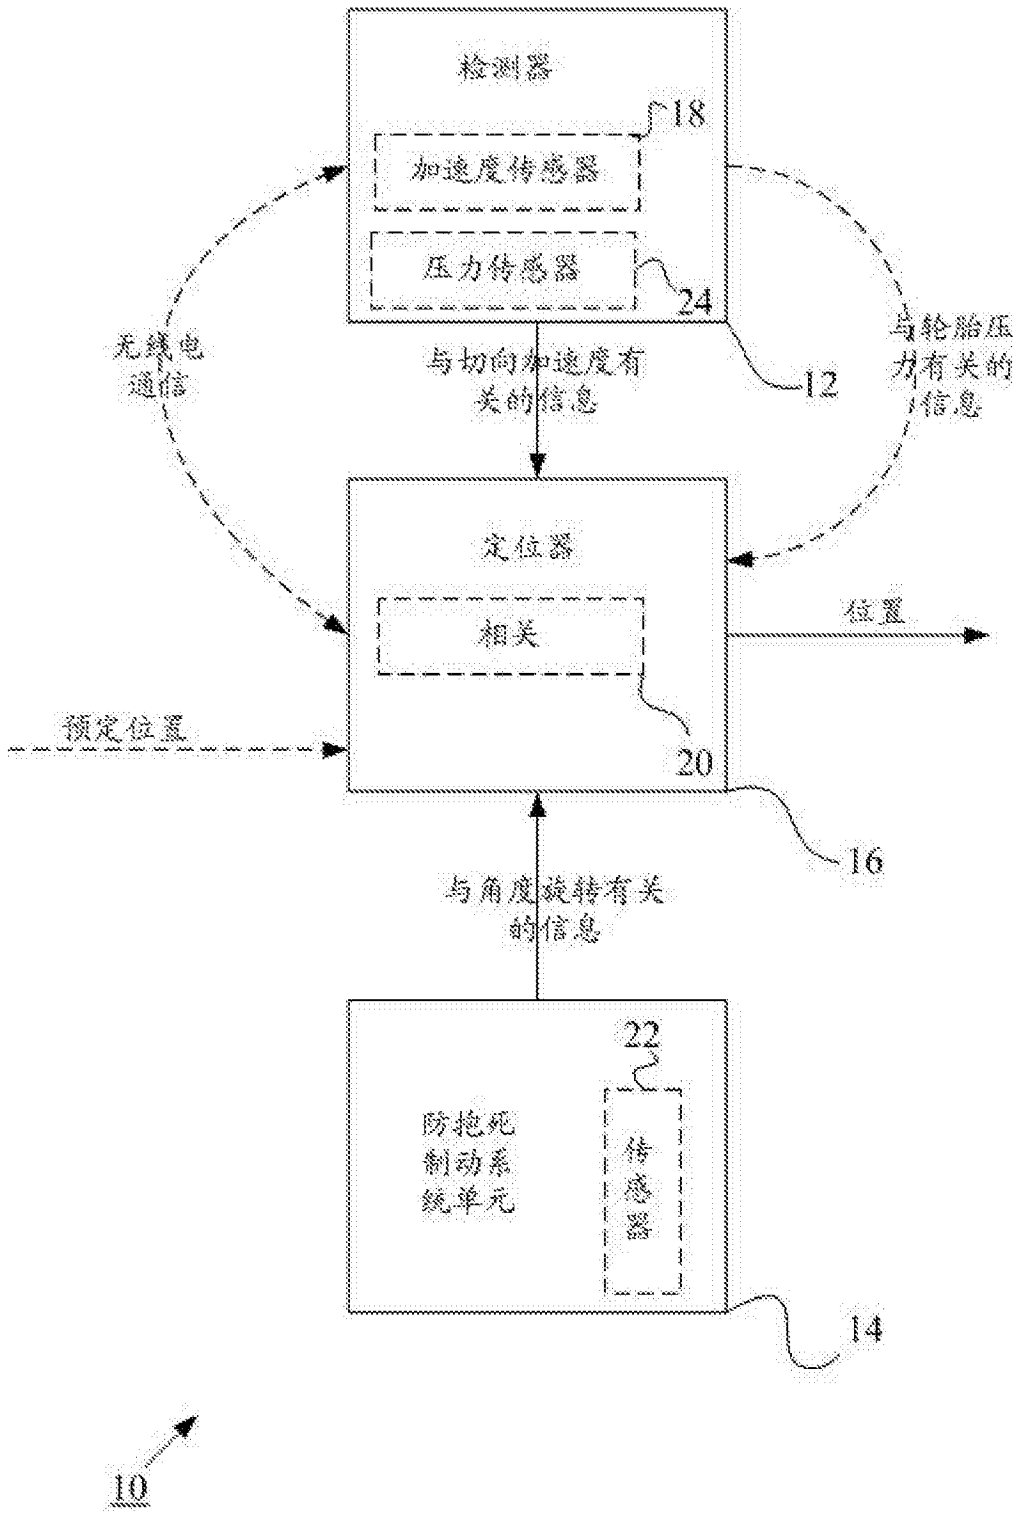 检测器
18
加速度传感器
压力传感器
24
无线电
通信
与切向加速度有
关的信息
12
与轮胎压
力有关的
信息
定位器
相关
位置
预定位置
20
16
与角度旋转有关
的信息
22
防抱死
制动系
统单元
传感器
14
10